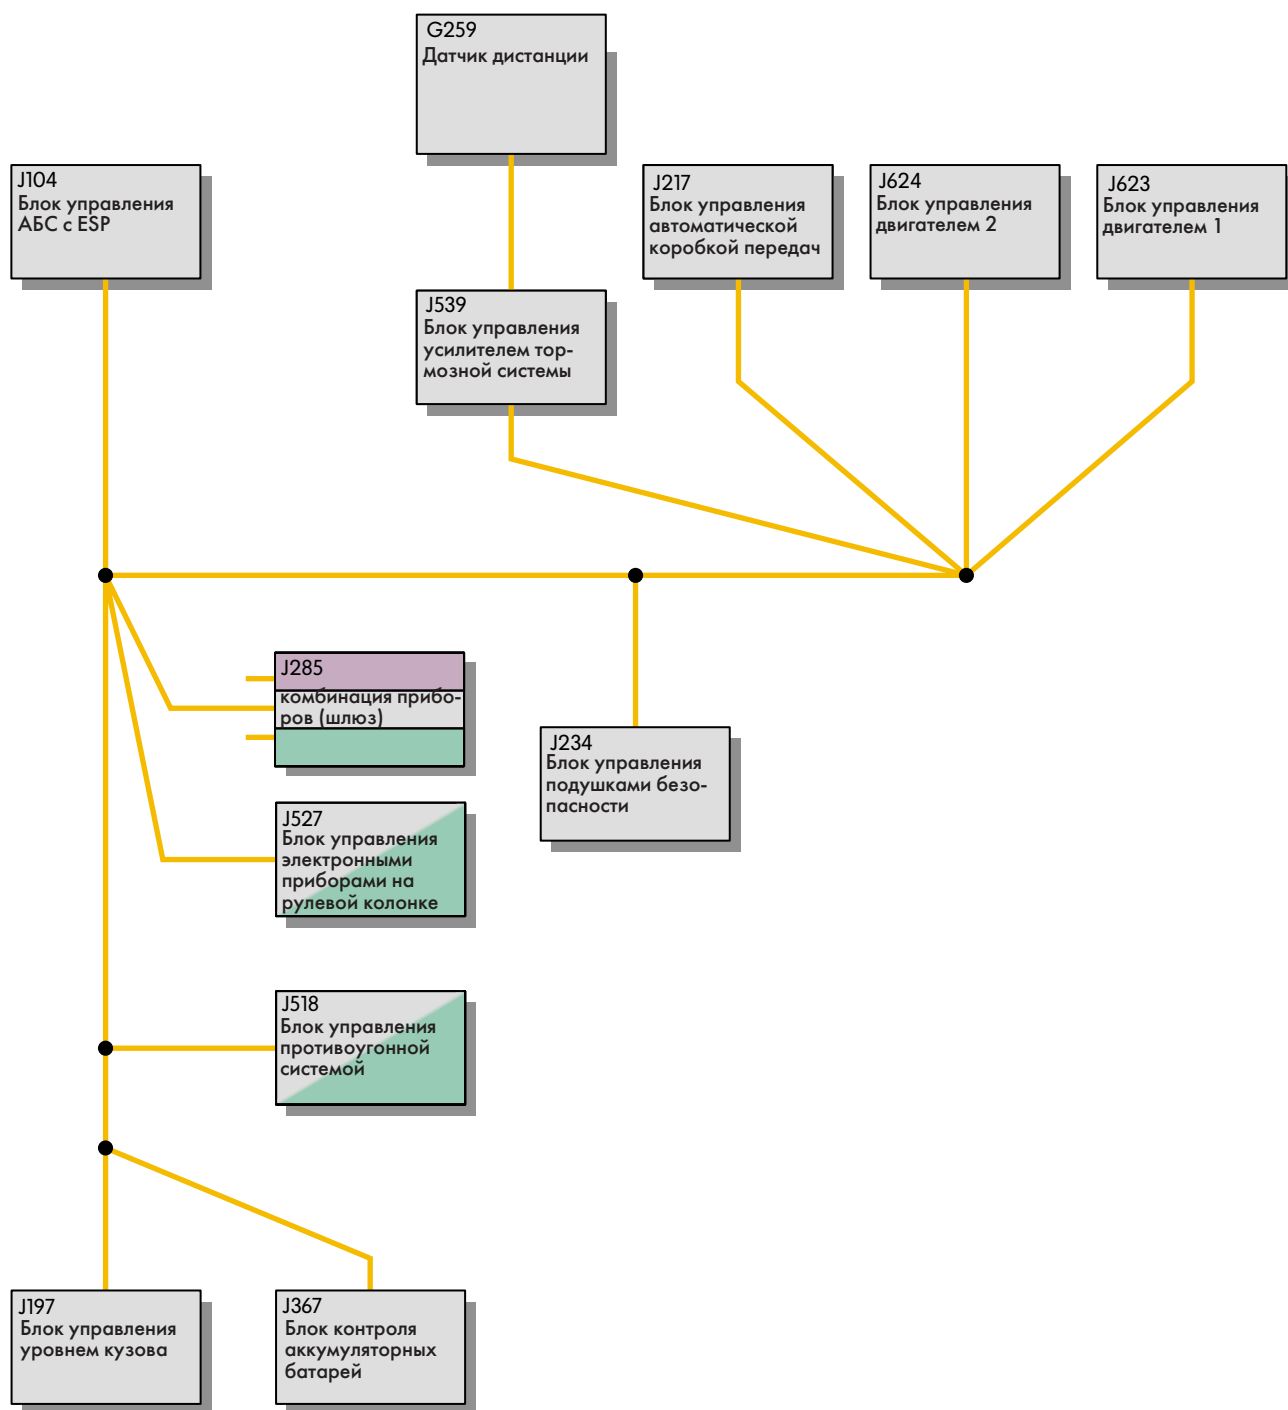 G259
Датчик дистанции
J104
Блок управления
АБС с ESP
J217
Блок управления
автоматической
коробкой передач
J624
Блок управления
двигателем 2
J623
Блок управления
двигателем 1
J539
Блок управления
усилителем тор-
мозной системы
J285
комбинация прибо-
ров (шлюз)
J234
Блок управления
подушками безо-
пасности
J527
Блок управления
электронными
приборами на
рулевой колонке
J518
Блок управления
противоугонной
системой
J197
Блок управления
уровнем кузова
J367
Блок контроля
аккумуляторных
батарей